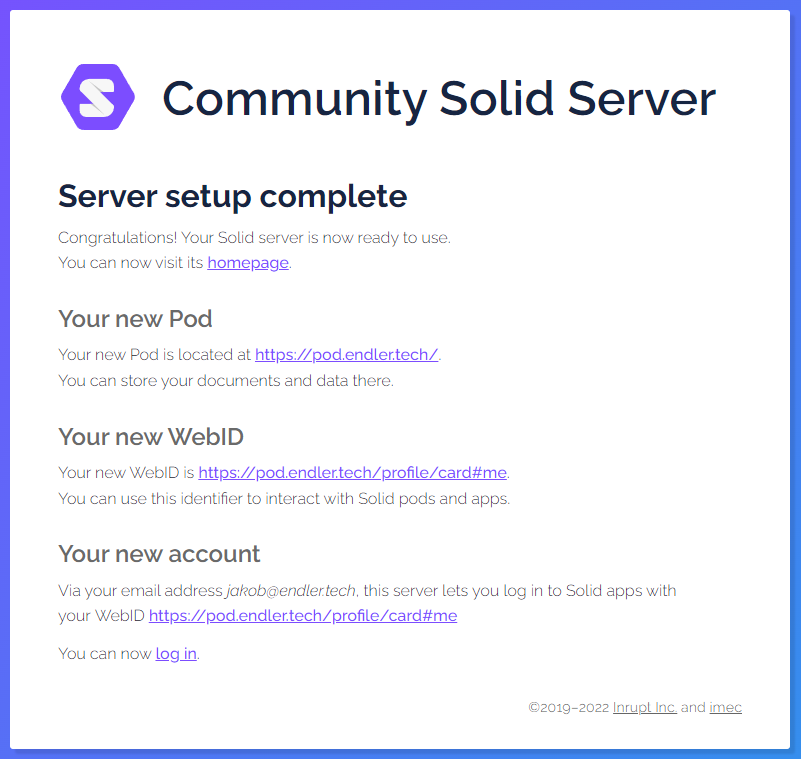 Community Solid Server
Server setup complete
Congratulations! Your Solid server is now ready to use.
You can now visit its homepage.
Your new Pod
Your new Pod is located at https://pod.endler.tech/.
You can store your documents and data there.
Your new WebID
Your new WebID is https://pod.endler.tech/profile/card#me.
You can use this identifier to interact with Solid pods and apps.
Your new account
Via your email address jakob@endler.tech, this server lets you log in to Solid apps with
your WebID https://pod.endler.tech/profile/card#me
You can now log in.
©2019–2022 Inrupt Inc. and imec